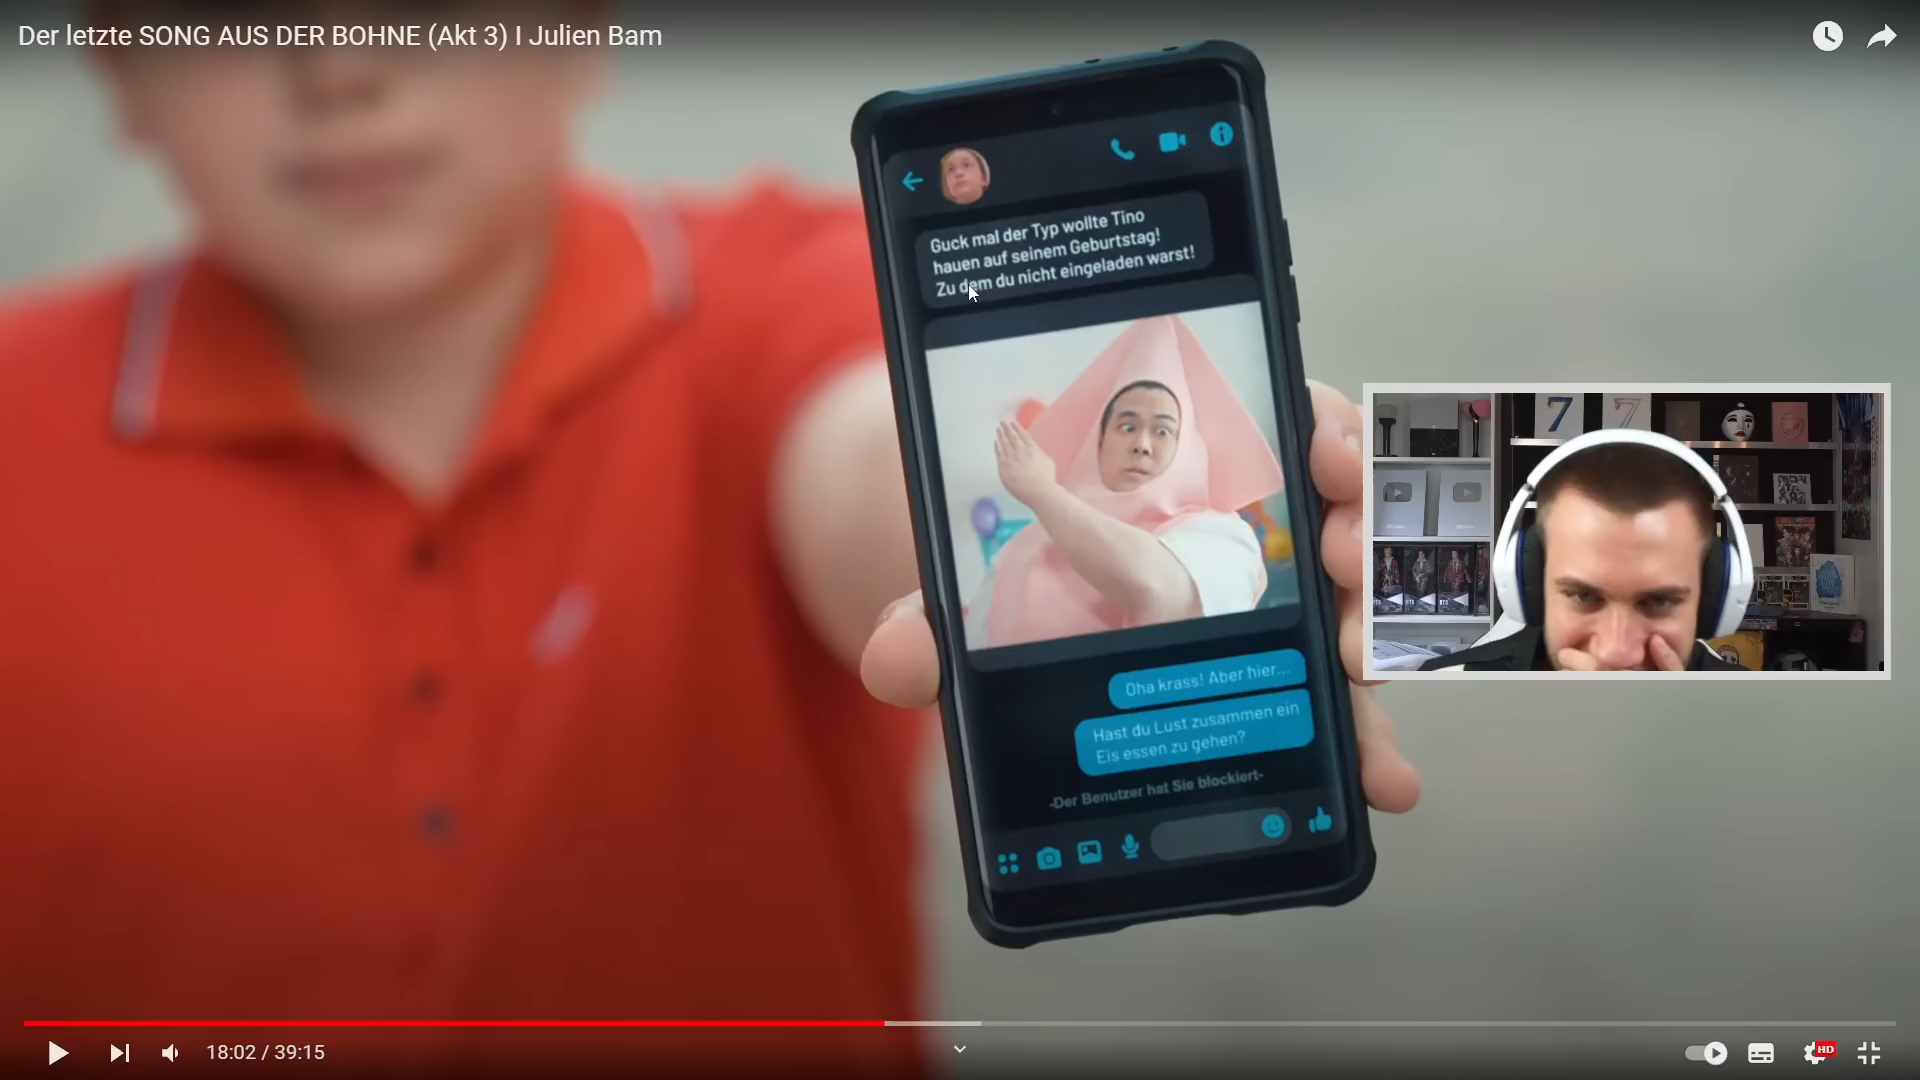 Der letzte SONG AUS DER BOHNE (Akt 3) I Julien Bam
Guck mal der Typ wollte Tino
hauen auf seinem Geburtstag!
Zu dem du nicht eingeladen warst!
7
7
Oha krass! Aber hier...
Hast du Lust zusammen ein
Eis essen zu gehen?
-Der Benutzer hat Sie blockiert-
18:02 / 39:15
HD